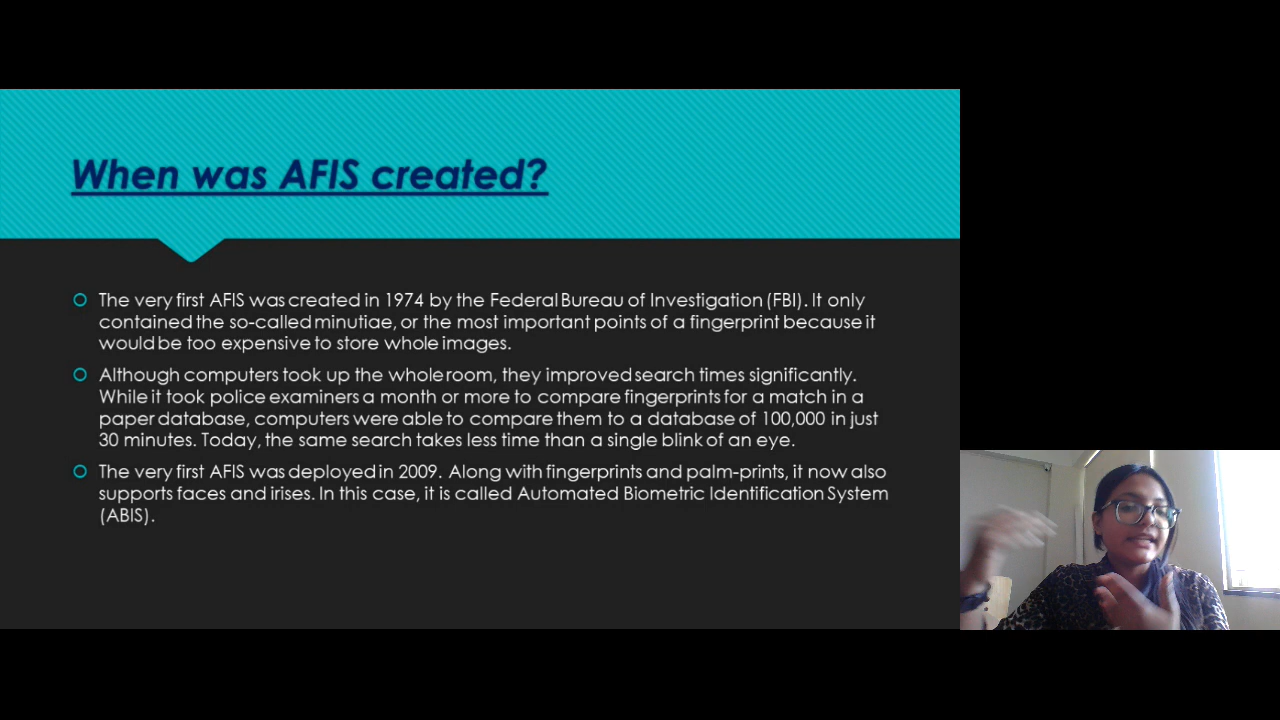 When was AFIS created?
The very first AFIS was created in 1974 by the Federal Bureau of Investigation (FBI). It only
contained the so-called minutiae, or the most important points of a fingerprint because it
would be too expensive to store whole images.
Although computers took up the whole room, they improved search times significantly.
While it took police examiners a month or more to compare fingerprints for a match in a
paper database, computers were able to compare them to a database of 100,000 in just
30 minutes. Today, the same search takes less time than a single blink of an eye.
The very first AFIS was deployed in 2009. Along with fingerprints and palm-prints, it now also
supports faces and irises. In this case, it is called Automated Biometric Identification System
(ABIS).